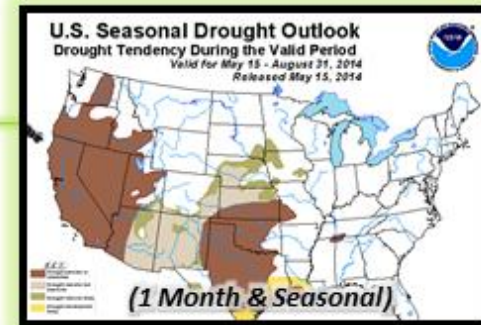 U.S. Seasonal Drought Outlook
Drought Tendency During the Valid Period
Valid for May 15 - August 31, 2014
Released May 15, 2014
(1 Month & Seasonal)